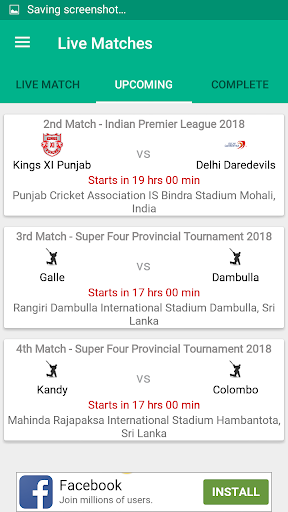 Saving screenshot...
Live Matches
LIVE MATCH UPCOMING COMPLETE
2nd Match - Indian Premier League 2018
vs
Kings XI Punjab Delhi Daredevils
Starts in 19 hrs 00 min
Punjab Cricket Association IS Bindra Stadium Mohali,
India
3rd Match - Super Four Provincial Tournament 2018
vs
Galle Dambulla
Starts in 17 hrs 00 min
Rangiri Dambulla International Stadium Dambulla, Sri
Lanka
4th Match - Super Four Provincial Tournament 2018
vs
Kandy Colombo
Starts in 17 hrs 00 min
Mahinda Rajapaksa International Stadium Hambantota,
Sri Lanka
Facebook
Join millions of users.
INSTALL